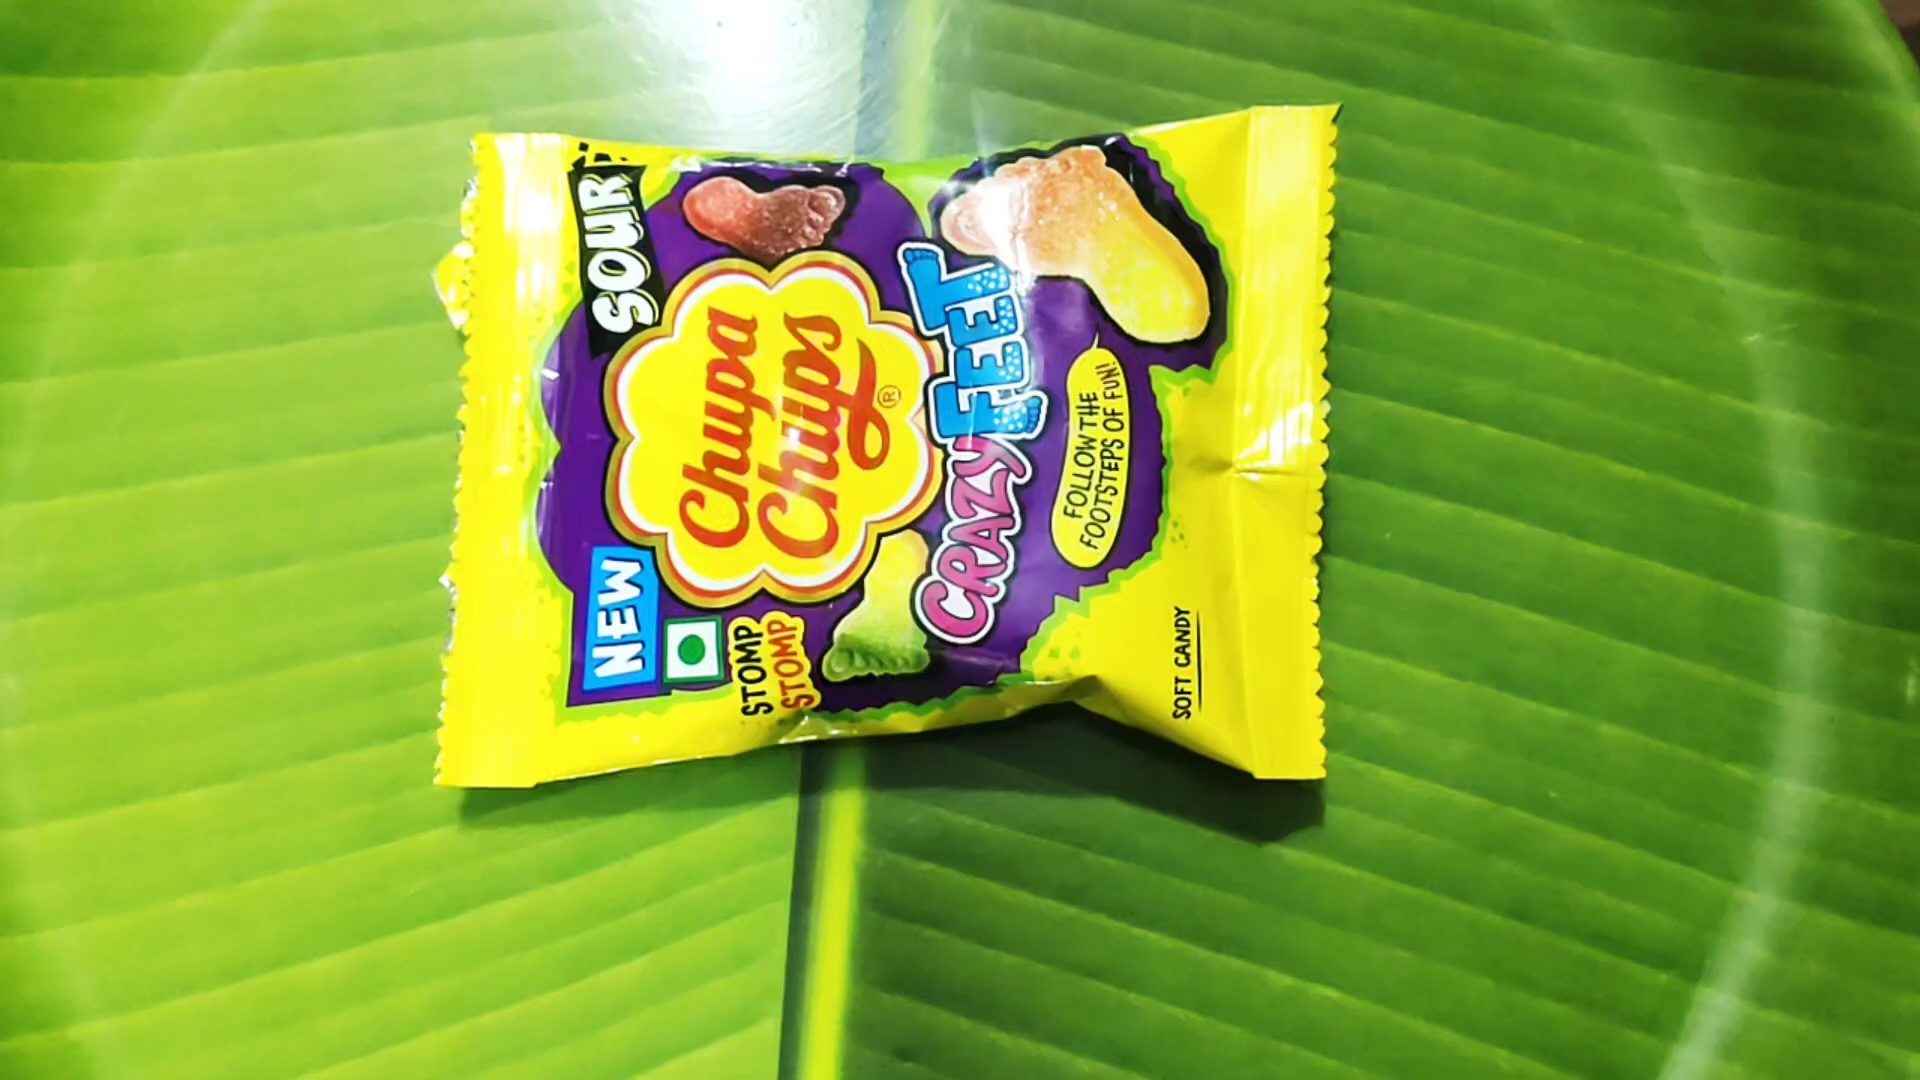 SOUR
NEW
Chupa
Chups
®
STOMP
STOMP
CRAZY FEET
FOLLOW THE
FOOTSTEPS OF FUN!
SOFT CANDY